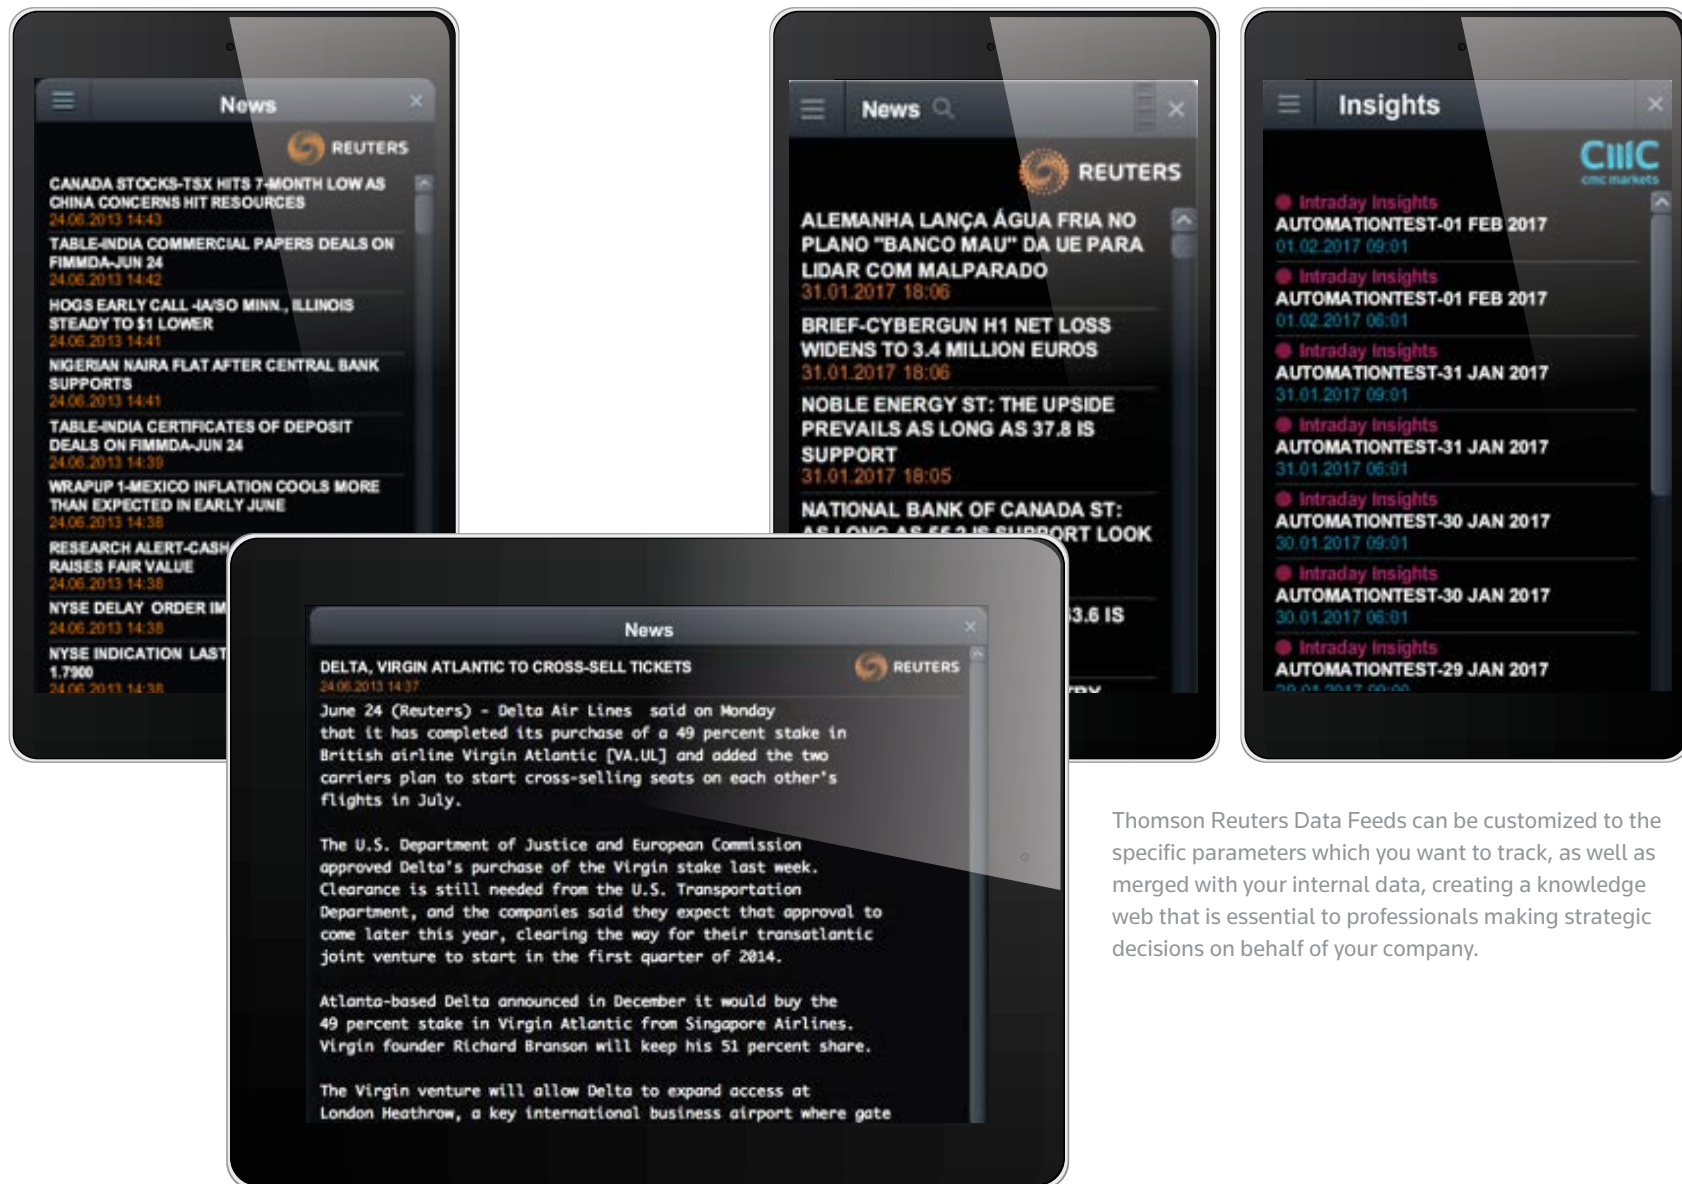 News
REUTERS
CANADA STOCKS-TSX HITS 7-MONTH LOW AS
CHINA CONCERNS HIT RESOURCES
24.06.2013 14:43
TABLE-INDIA COMMERCIAL PAPERS DEALS ON
FIMMDA-JUN 24
24.06.2013 14:42
HOGS EARLY CALL -IA/SO MINN., ILLINOIS
STEADY TO $1 LOWER
24.06.2013 14:41
NIGERIAN NAIRA FLAT AFTER CENTRAL BANK
SUPPORTS
24.06.2013 14:41
TABLE-INDIA CERTIFICATES OF DEPOSIT
DEALS ON FIMMDA-JUN 24
24.06.2013 14:39
WRAPUP 1-MEXICO INFLATION COOLS MORE
THAN EXPECTED IN EARLY JUNE
24.06.2013 14:38
RESEARCH ALERT-CASH
RAISES FAIR VALUE
24.06.2013 14:38
NYSE DELAY ORDER IM
24.06.2013 14:38
NYSE INDICATION LAST
1.7900
24.06.2013 14:38
News
REUTERS
ALEMANHA LANÇA ÁGUA FRIA NO
PLANO "BANCO MAU" DA UE PARA
LIDAR COM MALPARADO
31.01.2017 18:06
BRIEF-CYBERGUN H1 NET LOSS
WIDENS TO 3.4 MILLION EUROS
31.01.2017 18:06
NOBLE ENERGY ST: THE UPSIDE
PREVAILS AS LONG AS 37.8 IS
SUPPORT
31.01.2017 18:05
NATIONAL BANK OF CANADA ST:
AS LONG AS 55.2 IS SUPPORT LOOK
3.6 IS
Insights
CMC
cmc markets
Intraday Insights
AUTOMATIONTEST-01 FEB 2017
01.02.2017 09:01
Intraday Insights
AUTOMATIONTEST-01 FEB 2017
01.02.2017 06:01
Intraday Insights
AUTOMATIONTEST-31 JAN 2017
31.01.2017 09:01
Intraday Insights
AUTOMATIONTEST-31 JAN 2017
31.01.2017 06:01
Intraday Insights
AUTOMATIONTEST-30 JAN 2017
30.01.2017 09:01
Intraday Insights
AUTOMATIONTEST-30 JAN 2017
30.01.2017 06:01
Intraday Insights
AUTOMATIONTEST-29 JAN 2017
News
DELTA, VIRGIN ATLANTIC TO CROSS-SELL TICKETS
REUTERS
24.06.2013 14:37
June 24 (Reuters) - Delta Air Lines said on Monday
that it has completed its purchase of a 49 percent stake in
British airline Virgin Atlantic [VA.UL] and added the two
carriers plan to start cross-selling seats on each other's
flights in July.
The U.S. Department of Justice and European Commission
approved Delta's purchase of the Virgin stake last week.
Clearance is still needed from the U.S. Transportation
Department, and the companies said they expect that approval to
come later this year, clearing the way for their transatlantic
joint venture to start in the first quarter of 2014.
Atlanta-based Delta announced in December it would buy the
49 percent stake in Virgin Atlantic from Singapore Airlines.
Virgin founder Richard Branson will keep his 51 percent share.
The Virgin venture will allow Delta to expand access at
London Heathrow, a key international business airport where gate
Thomson Reuters Data Feeds can be customized to the
specific parameters which you want to track, as well as
merged with your internal data, creating a knowledge
web that is essential to professionals making strategic
decisions on behalf of your company.